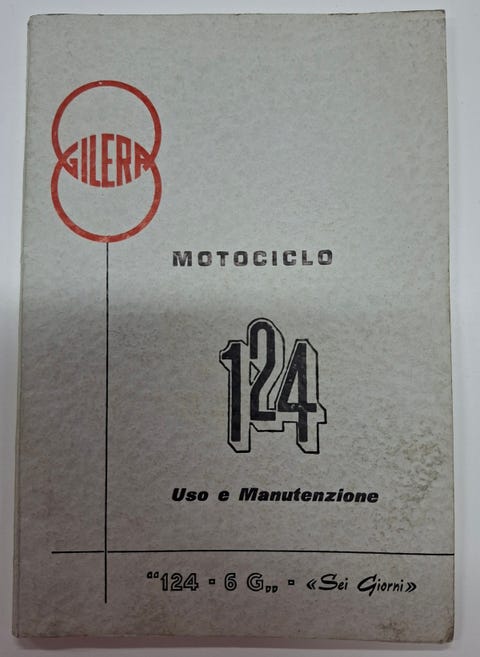 GILERA
MOTOCICLO
124
Uso e Manutenzione
“124 - 6 G„ - «Sei Giorni»